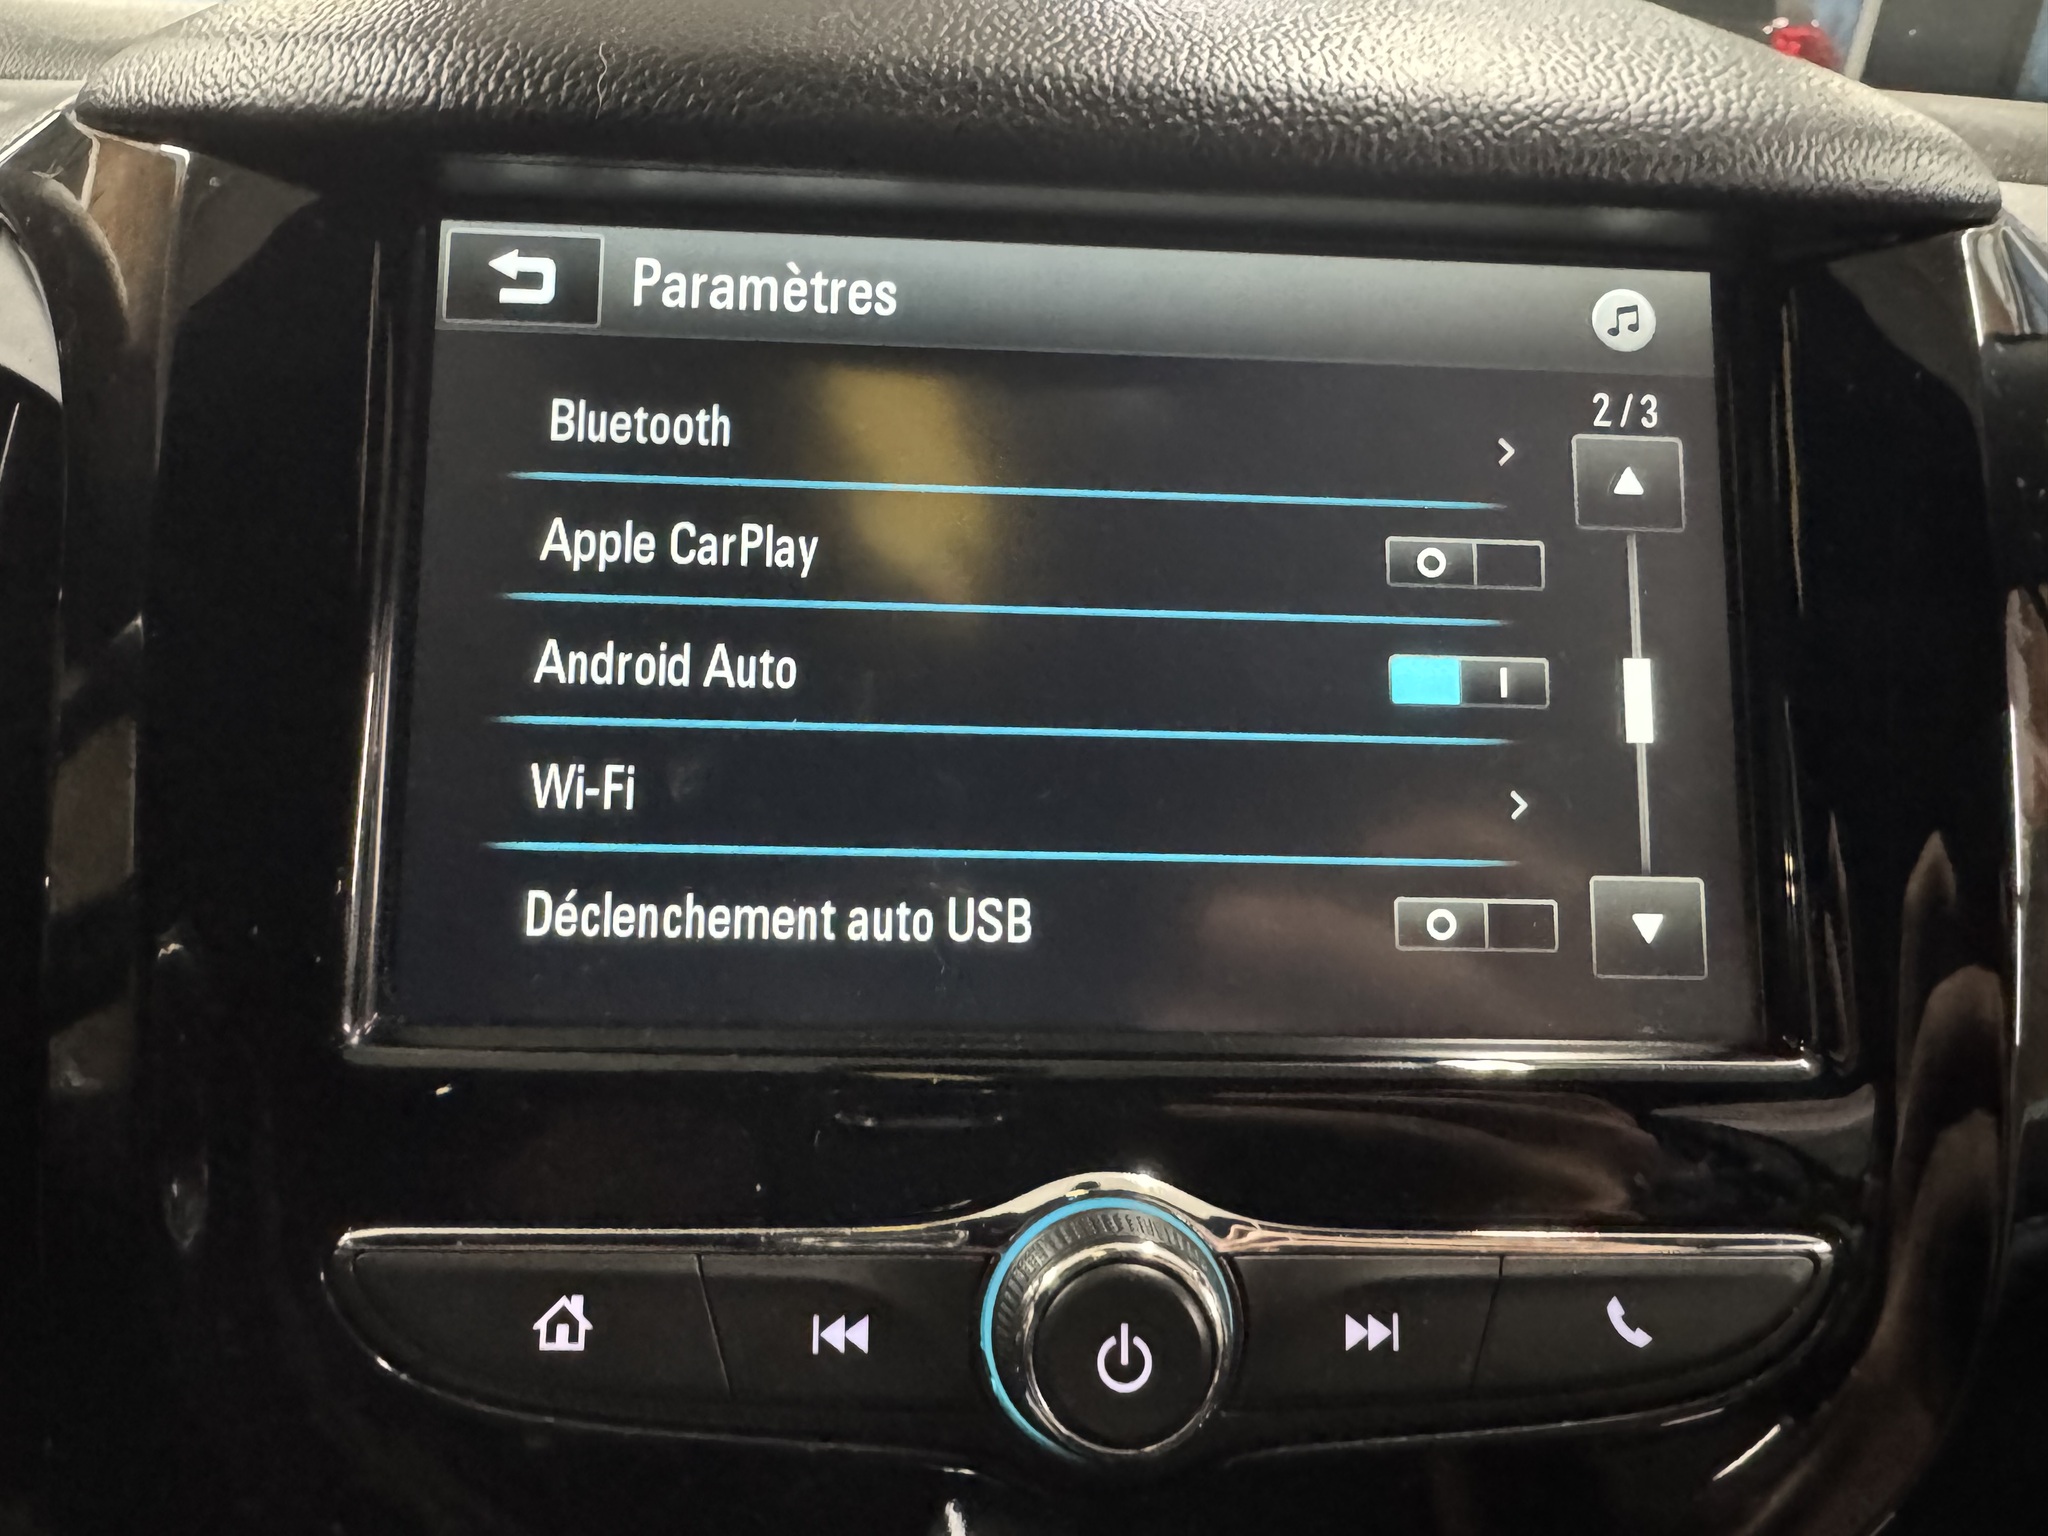 Paramètres
2/3
Bluetooth
Apple CarPlay
Android Auto
Wi-Fi
Déclenchement auto USB